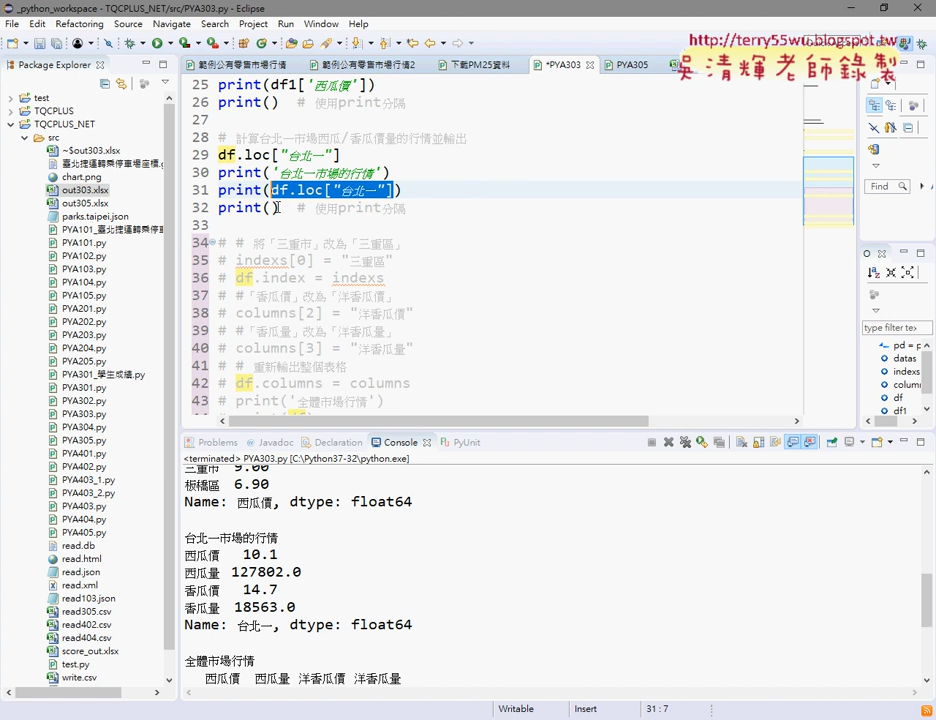 _python_workspace - TQCPLUS_NET/src/PYA303.py - Eclipse
File Edit Refactoring Source Navigate Search Project Run Window Help
http://terry55wu.blogspot.tw
吳清輝老師錄製
Package Explorer
範例公有零售市場行情 範例公有零售市場行情2 下載PM25資料 *PYA303 PYA305
test
TQCPLUS
TQCPLUS_NET
src
~$out303.xlsx
臺北捷運轉乘停車場座標.
chart.png
out303.xlsx
out305.xlsx
parks.taipei.json
PYA101_臺北捷運轉乘停
PYA101.py
PYA102.py
PYA103.py
PYA104.py
PYA105.py
PYA201.py
PYA202.py
PYA203.py
PYA204.py
PYA205.py
PYA301_學生成績.py
PYA301.py
PYA302.py
PYA303.py
PYA304.py
PYA305.py
PYA401.py
PYA402.py
PYA403_1.py
PYA403_2.py
PYA403.py
PYA404.py
PYA405.py
read.db
read.html
read.json
read.xml
read103.json
read305.csv
read402.csv
read404.csv
score_out.xlsx
test.py
write.csv
25 print(df1['西瓜價'])
26 print() # 使用print分隔
27
28 # 計算台北一市場西瓜/香瓜價量的行情並輸出
29 df.loc["台北一"]
30 print('台北一市場的行情')
31 print(df.loc["台北一"])
32 print() # 使用print分隔
33
34 # # 將「三重市」改為「三重區」
35 # indexs[0] = "三重區"
36 # df.index = indexs
37 # #「香瓜價」改為「洋香瓜價」
38 # columns[2] = "洋香瓜價"
39 # #「香瓜量」改為「洋香瓜量」
40 # columns[3] = "洋香瓜量"
41 # # 重新輸出整個表格
42 # df.columns = columns
43 # print('全體市場行情')
Find
type filter te
pd = p
datas
indexs
column
df
df1
Problems Javadoc Declaration Console PyUnit
<terminated> PYA303.py [C:\Python37-32\python.exe]
三重市 9.00
板橋區 6.90
Name: 西瓜價, dtype: float64
台北一市場的行情
西瓜價 10.1
西瓜量 127802.0
香瓜價 14.7
香瓜量 18563.0
Name: 台北一, dtype: float64
全體市場行情
西瓜價 西瓜量 洋香瓜價 洋香瓜量
Writable Insert 31 : 7